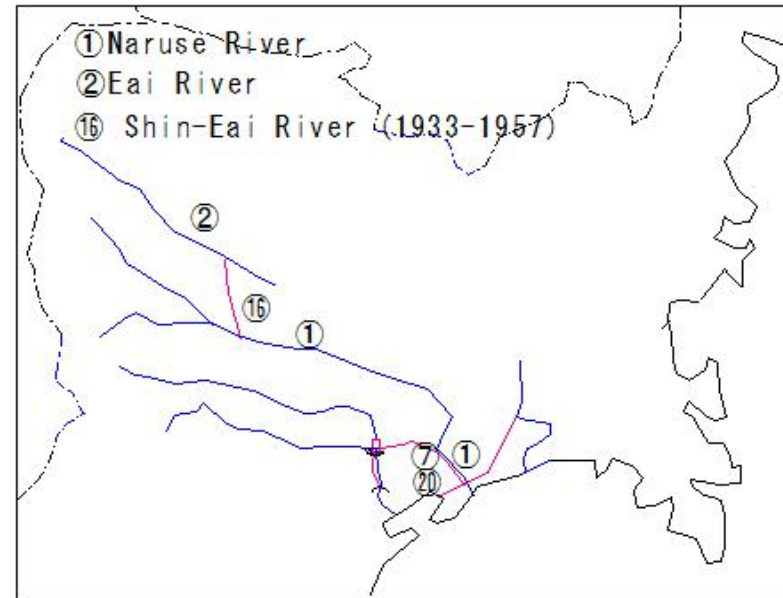 ①Naruse River
②Eai River
⑯ Shin-Eai River (1933-1957)
②
⑯
①
⑦ ①
⑳